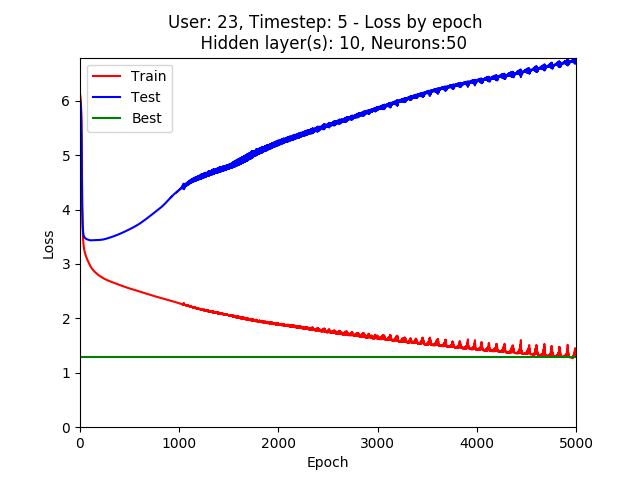 User: 23, Timestep: 5 - Loss by epoch
Hidden layer(s): 10, Neurons:50
Train
Test
Best
6
5
4
3
2
1
0
Loss
0 1000 2000 3000 4000 5000
Epoch